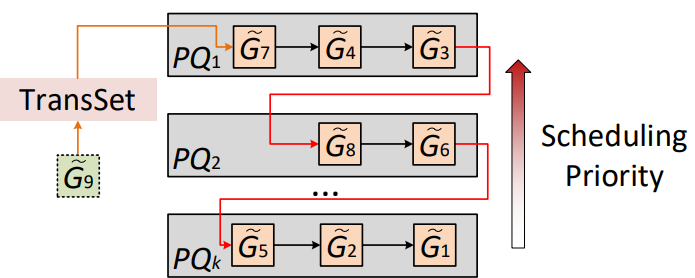 PQ1 G̃7 G̃4 G̃3
TransSet
PQ2 G̃8 G̃6
G̃9
...
PQk G̃5 G̃2 G̃1
Scheduling
Priority